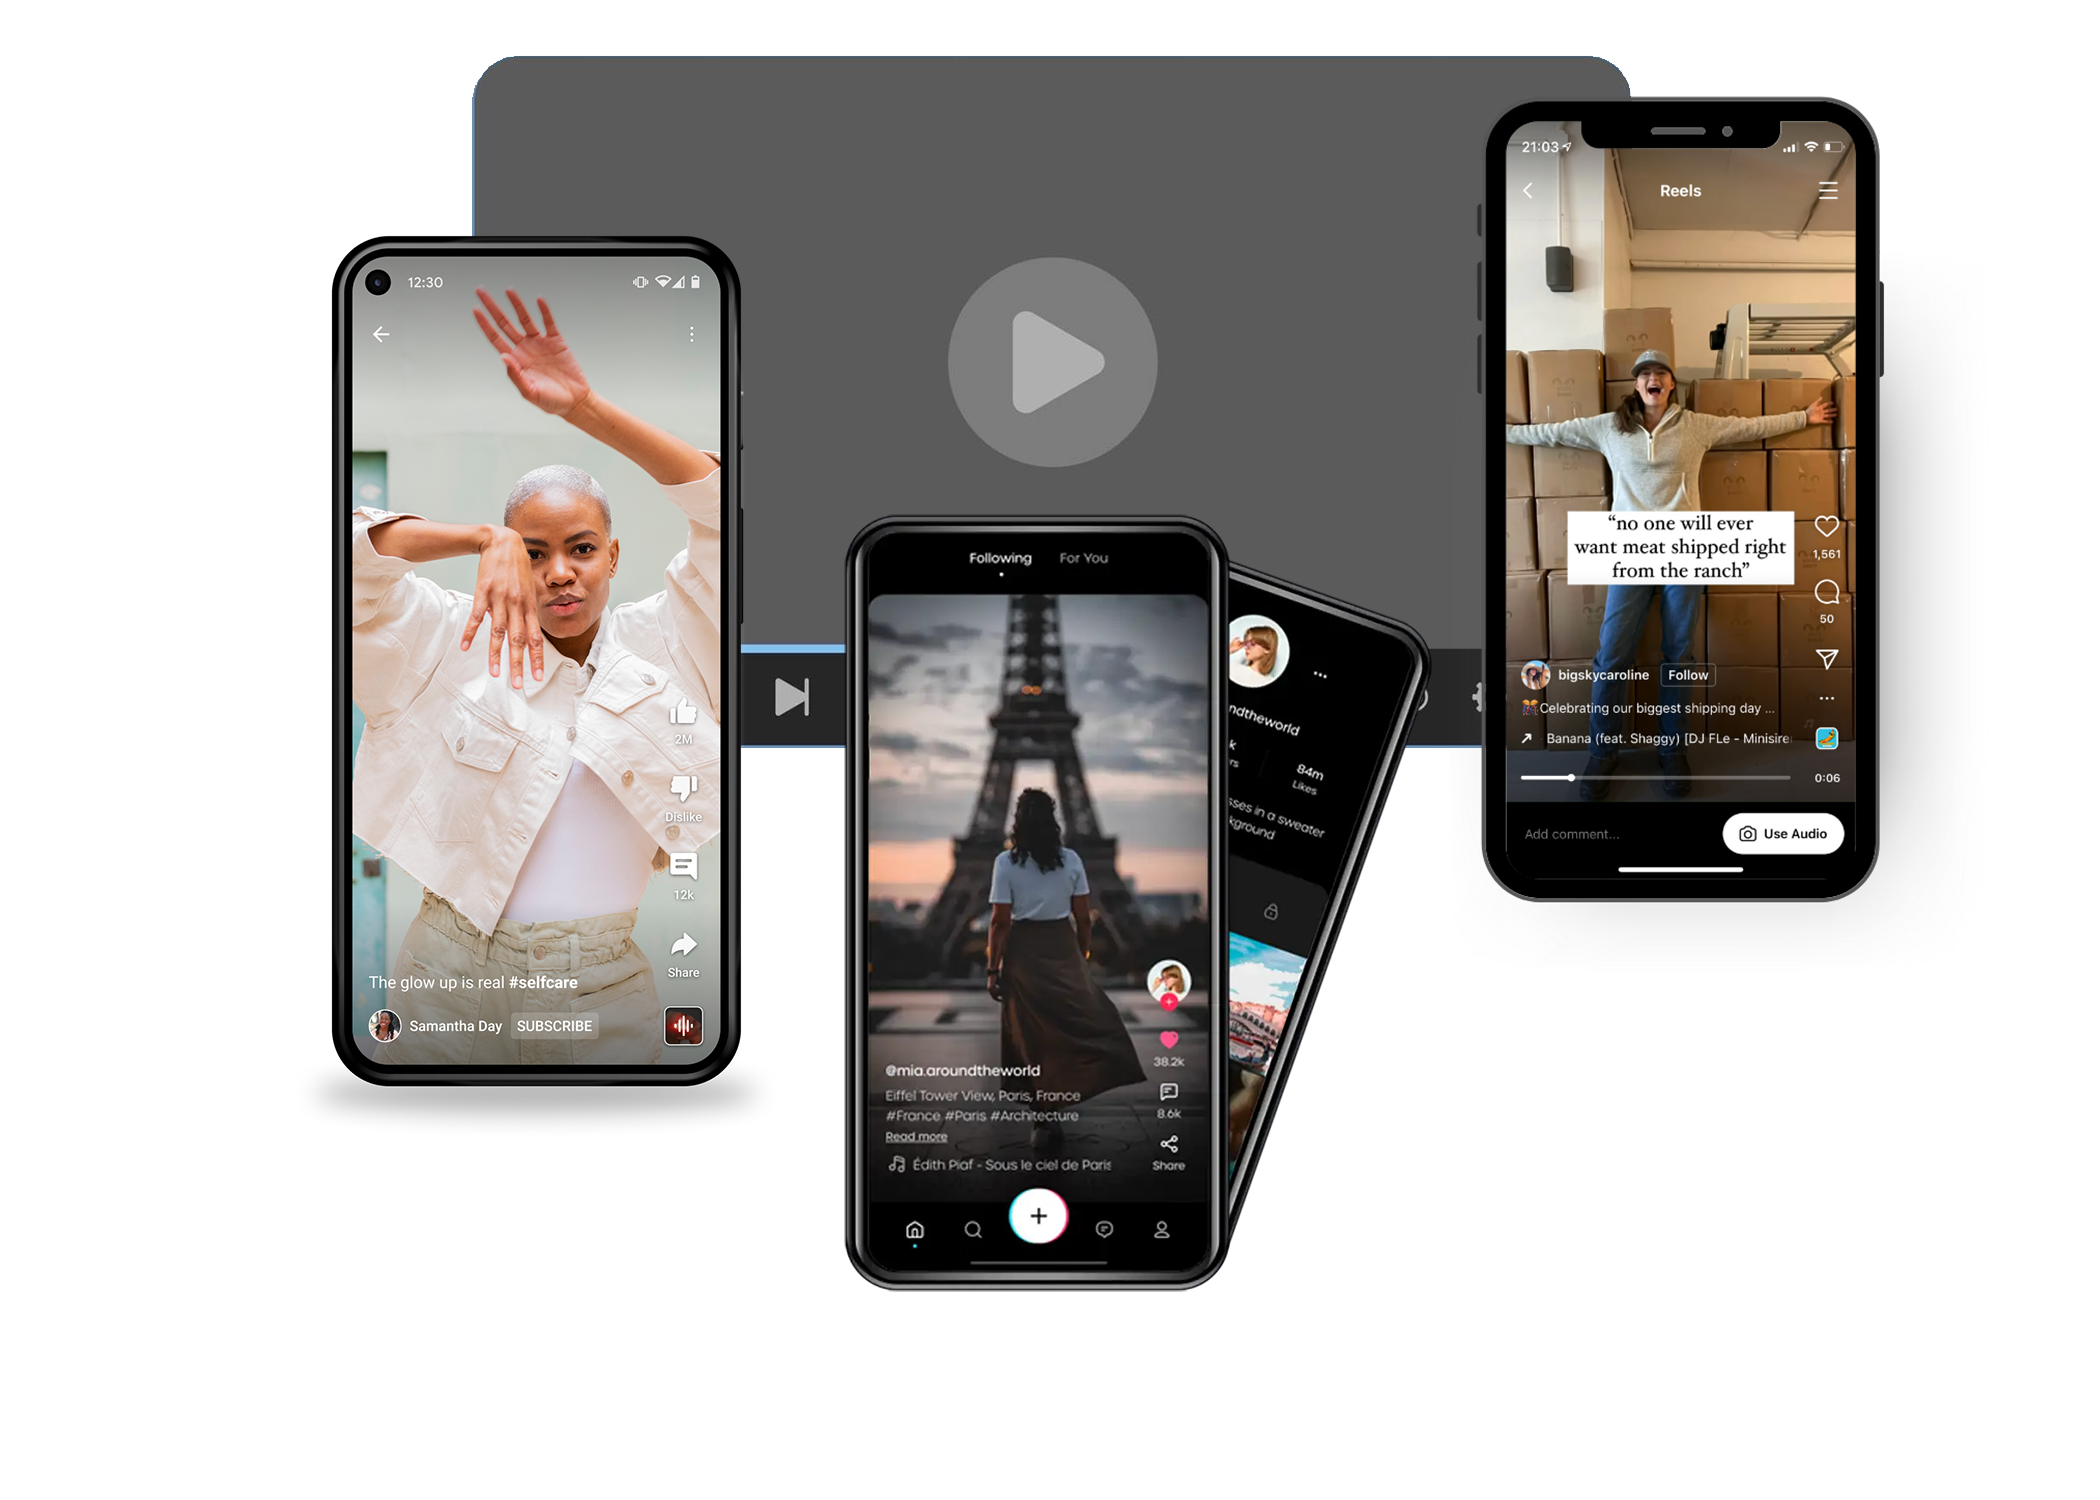 12:30
2M
Dislike
12k
Share
The glow up is real #selfcare
Samantha Day SUBSCRIBE
Following For You
38.2k
8.6k
Share
@mia.aroundtheworld
Eiffel Tower View, Paris, France
#France #Paris #Architecture
Read more
Édith Piaf - Sous le ciel de Paris
ndtheworld
k
rs
84m
Likes
sses in a sweater
kground
21:03
Reels
“no one will ever
want meat shipped right
from the ranch”
1,561
50
bigskycaroline Follow
Celebrating our biggest shipping day ...
Banana (feat. Shaggy) [DJ FLe - Minisire
0:06
Add comment...
Use Audio